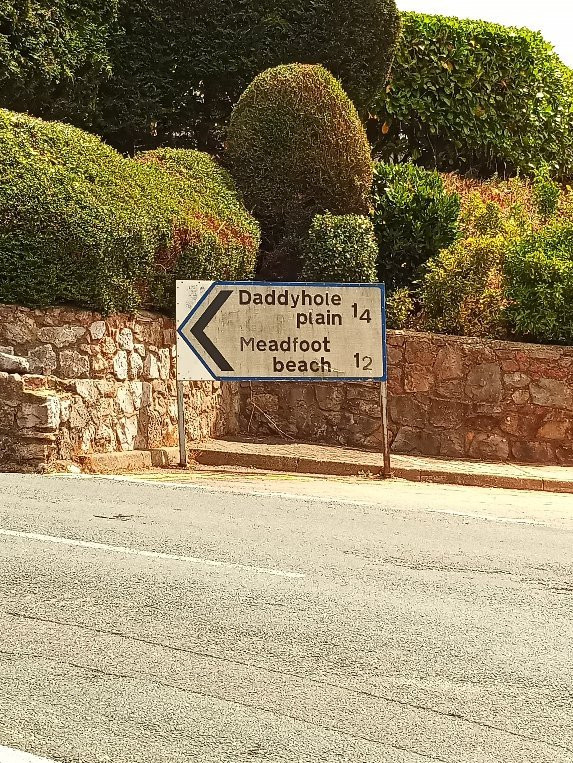 Daddyhole
plain ¼
Meadfoot
beach ½